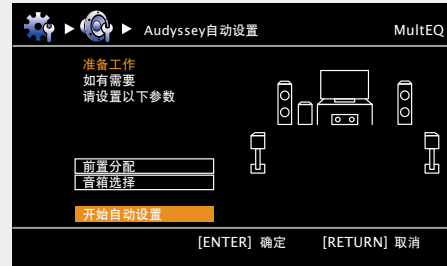 Audyssey自动设置 MultEQ
准备工作
如有需要
请设置以下参数
前置分配
音箱选择
开始自动设置
[ENTER] 确定 [RETURN] 取消